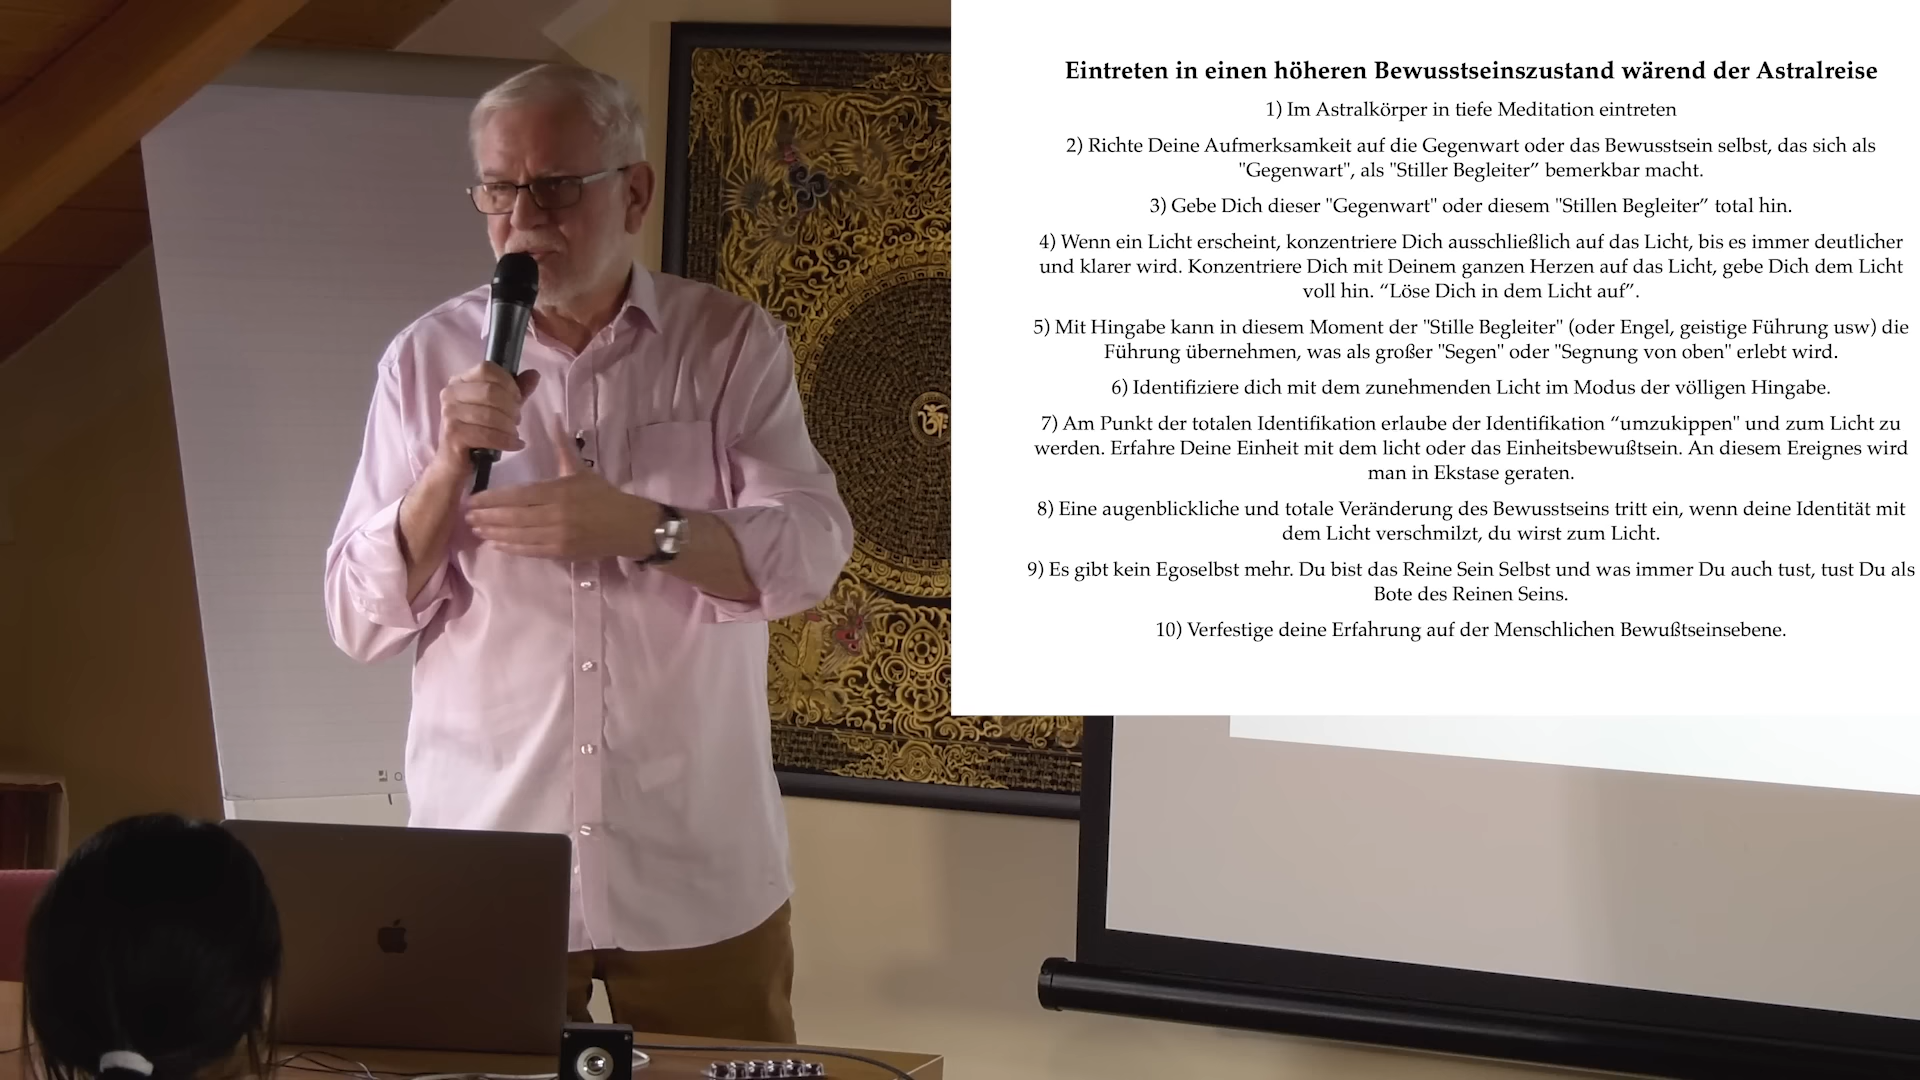 Eintreten in einen höheren Bewusstseinszustand wärend der Astralreise
1) Im Astralkörper in tiefe Meditation eintreten
2) Richte Deine Aufmerksamkeit auf die Gegenwart oder das Bewusstsein selbst, das sich als
"Gegenwart", als "Stiller Begleiter” bemerkbar macht.
3) Gebe Dich dieser "Gegenwart" oder diesem "Stillen Begleiter” total hin.
4) Wenn ein Licht erscheint, konzentriere Dich ausschließlich auf das Licht, bis es immer deutlicher
und klarer wird. Konzentriere Dich mit Deinem ganzen Herzen auf das Licht, gebe Dich dem Licht
voll hin. “Löse Dich in dem Licht auf”.
5) Mit Hingabe kann in diesem Moment der "Stille Begleiter" (oder Engel, geistige Führung usw) die
Führung übernehmen, was als großer "Segen" oder "Segnung von oben" erlebt wird.
6) Identifiziere dich mit dem zunehmenden Licht im Modus der völligen Hingabe.
7) Am Punkt der totalen Identifikation erlaube der Identifikation “umzukippen" und zum Licht zu
werden. Erfahre Deine Einheit mit dem licht oder das Einheitsbewußtsein. An diesem Ereignes wird
man in Ekstase geraten.
8) Eine augenblickliche und totale Veränderung des Bewusstseins tritt ein, wenn deine Identität mit
dem Licht verschmilzt, du wirst zum Licht.
9) Es gibt kein Egoselbst mehr. Du bist das Reine Sein Selbst und was immer Du auch tust, tust Du als
Bote des Reinen Seins.
10) Verfestige deine Erfahrung auf der Menschlichen Bewußtseinsebene.
ༀ